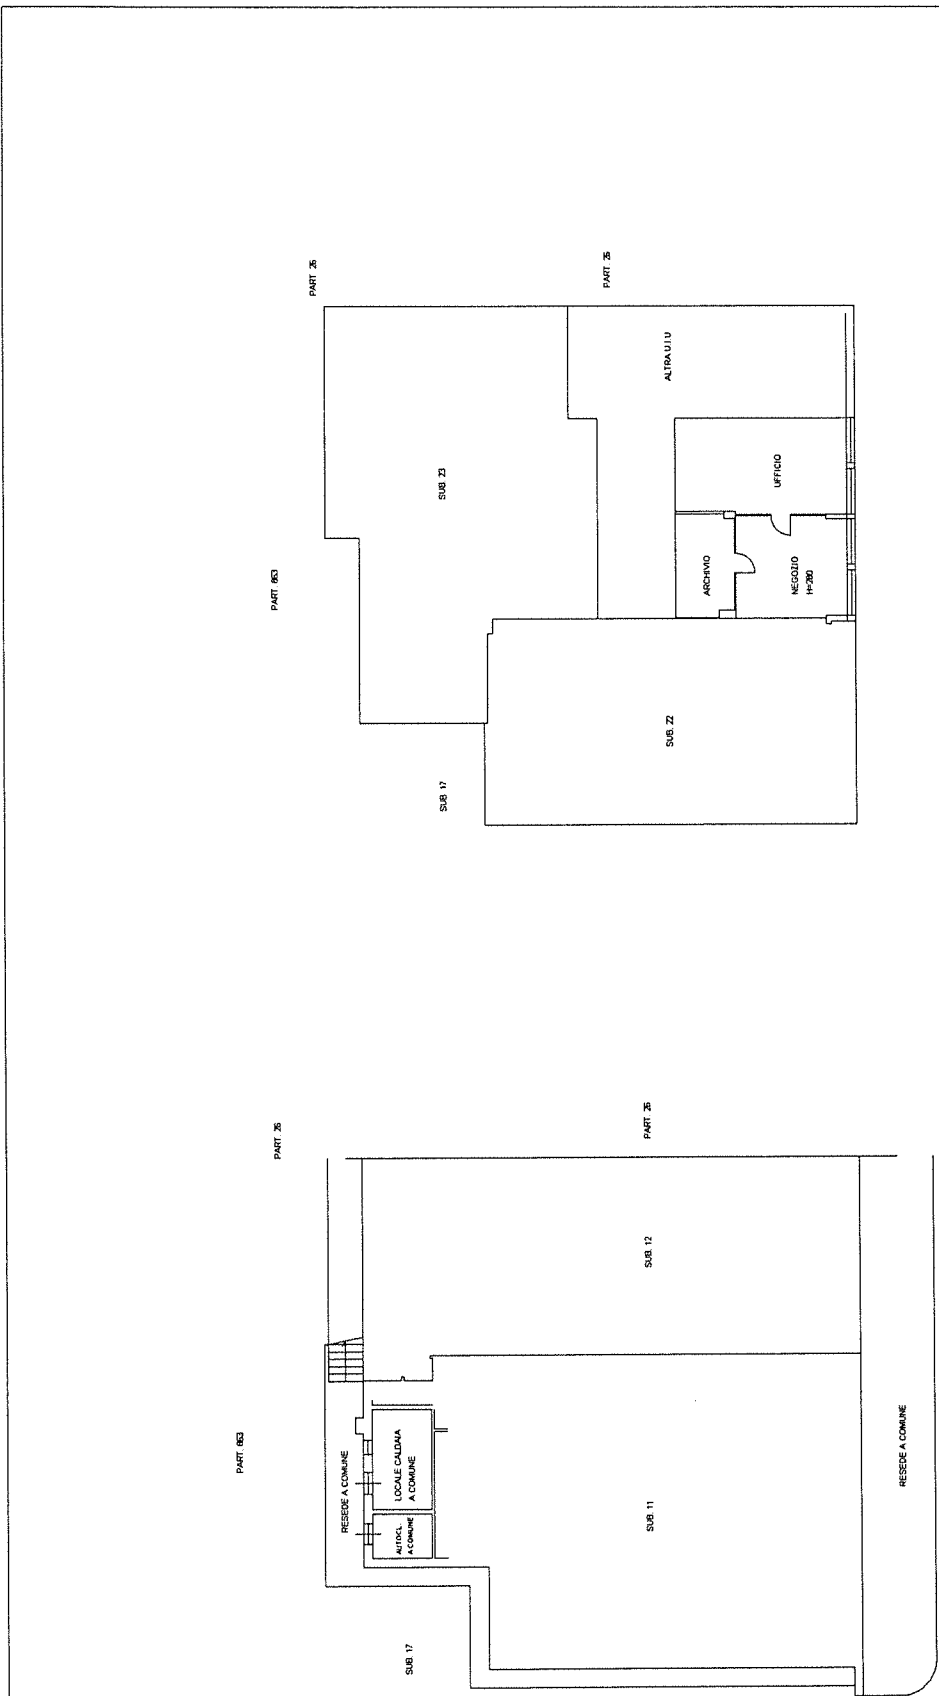 PART. 863
RESEDE A COMUNE
PART. 26
SUB. 17
AUTOCL.
A COMUNE
LOCALE CALDAIA
A COMUNE
SUB. 12
PART. 26
SUB. 11
RESEDE A COMUNE
PART. 863
PART. 26
SUB. 17
SUB. 23
PART. 26
SUB. 22
ALTRA U.I.U
ARCHIVIO
UFFICIO
NEGOZIO
H=280